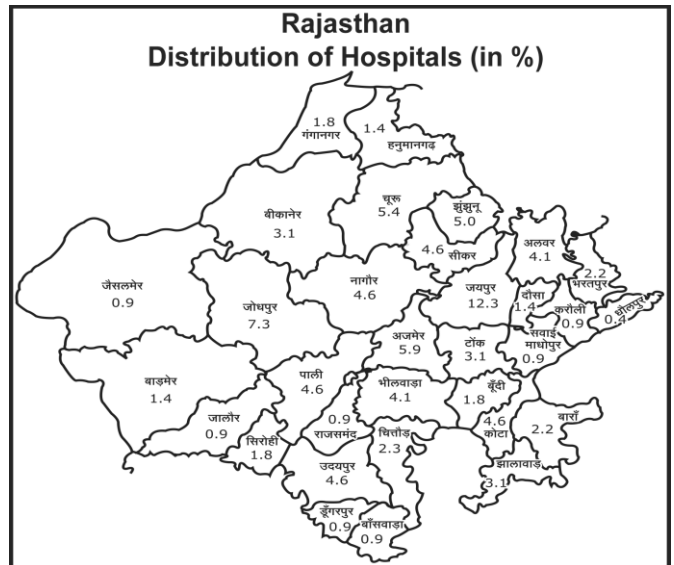 Rajasthan
Distribution of Hospitals (in %)
1.8
गंगानगर
1.4
हनुमानगढ़
बीकानेर
3.1
चूरू
5.4
झुंझुनू
5.0
4.6
सीकर
अलवर
4.1
2.2
भरतपुर
जैसलमेर
0.9
जोधपुर
7.3
नागौर
4.6
जयपुर
12.3
दौसा
1.4
करौली
0.9
धौलपुर
0.4
सवाई
माधोपुर
0.9
अजमेर
5.9
टोंक
3.1
बाड़मेर
1.4
पाली
4.6
भीलवाड़ा
4.1
बूँदी
1.8
जालौर
0.9
सिरोही
1.8
0.9
राजसमंद
चित्तौड़
2.3
4.6
कोटा
बाराँ
2.2
झालावाड़
3.1
उदयपुर
4.6
डूँगरपुर
0.9
बाँसवाड़ा
0.9